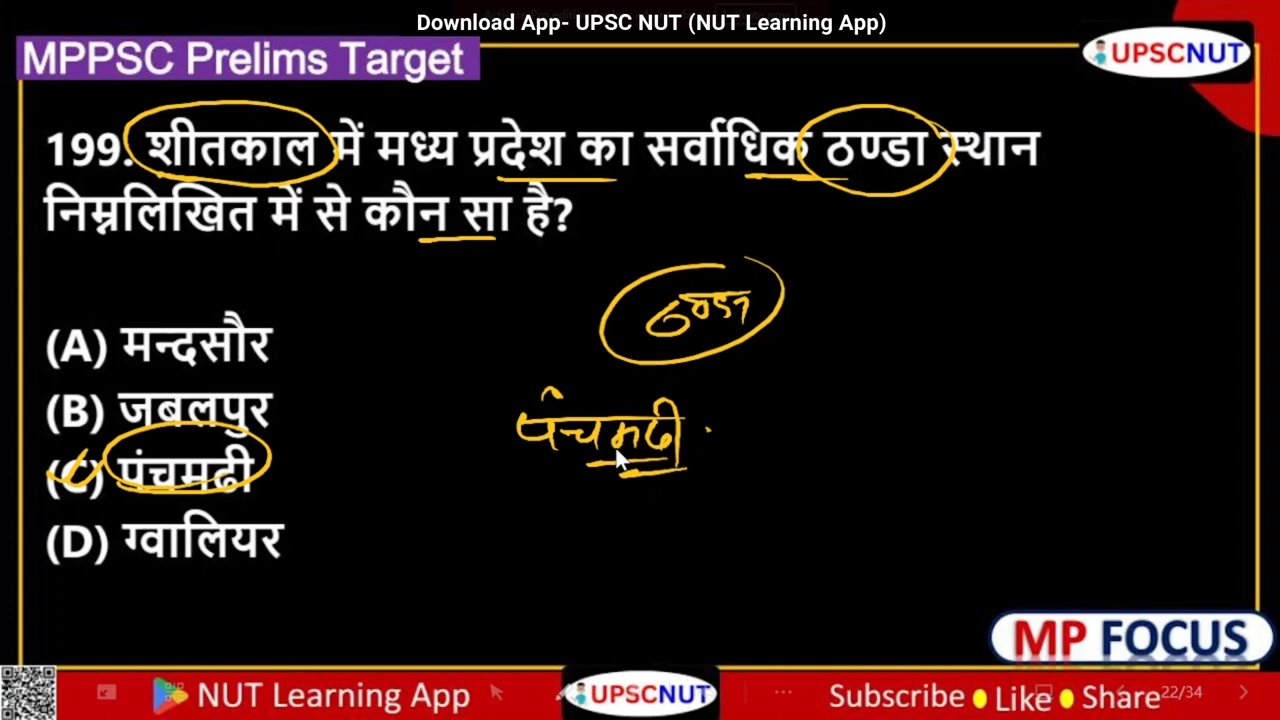 Download App- UPSC NUT (NUT Learning App)
MPPSC Prelims Target
UPSCNUT
199. शीतकाल में मध्य प्रदेश का सर्वाधिक ठण्डा स्थान
निम्नलिखित में से कौन सा है?
ठण्डा
(A) मन्दसौर
(B) जबलपुर
पंचमढी
(C) पंचमढी
(D) ग्वालियर
MP FOCUS
NUT Learning App
UPSCNUT
Subscribe Like Share
22/34